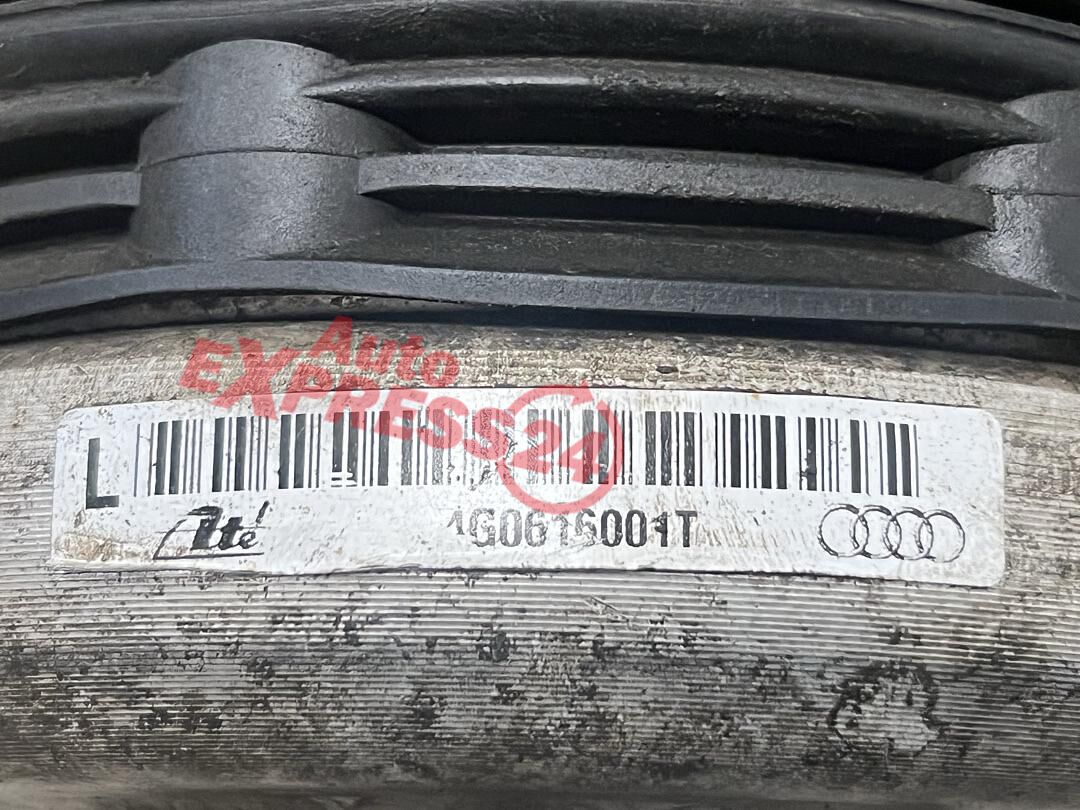 Auto
EXPRESS24
L
Ate
4G0616001T